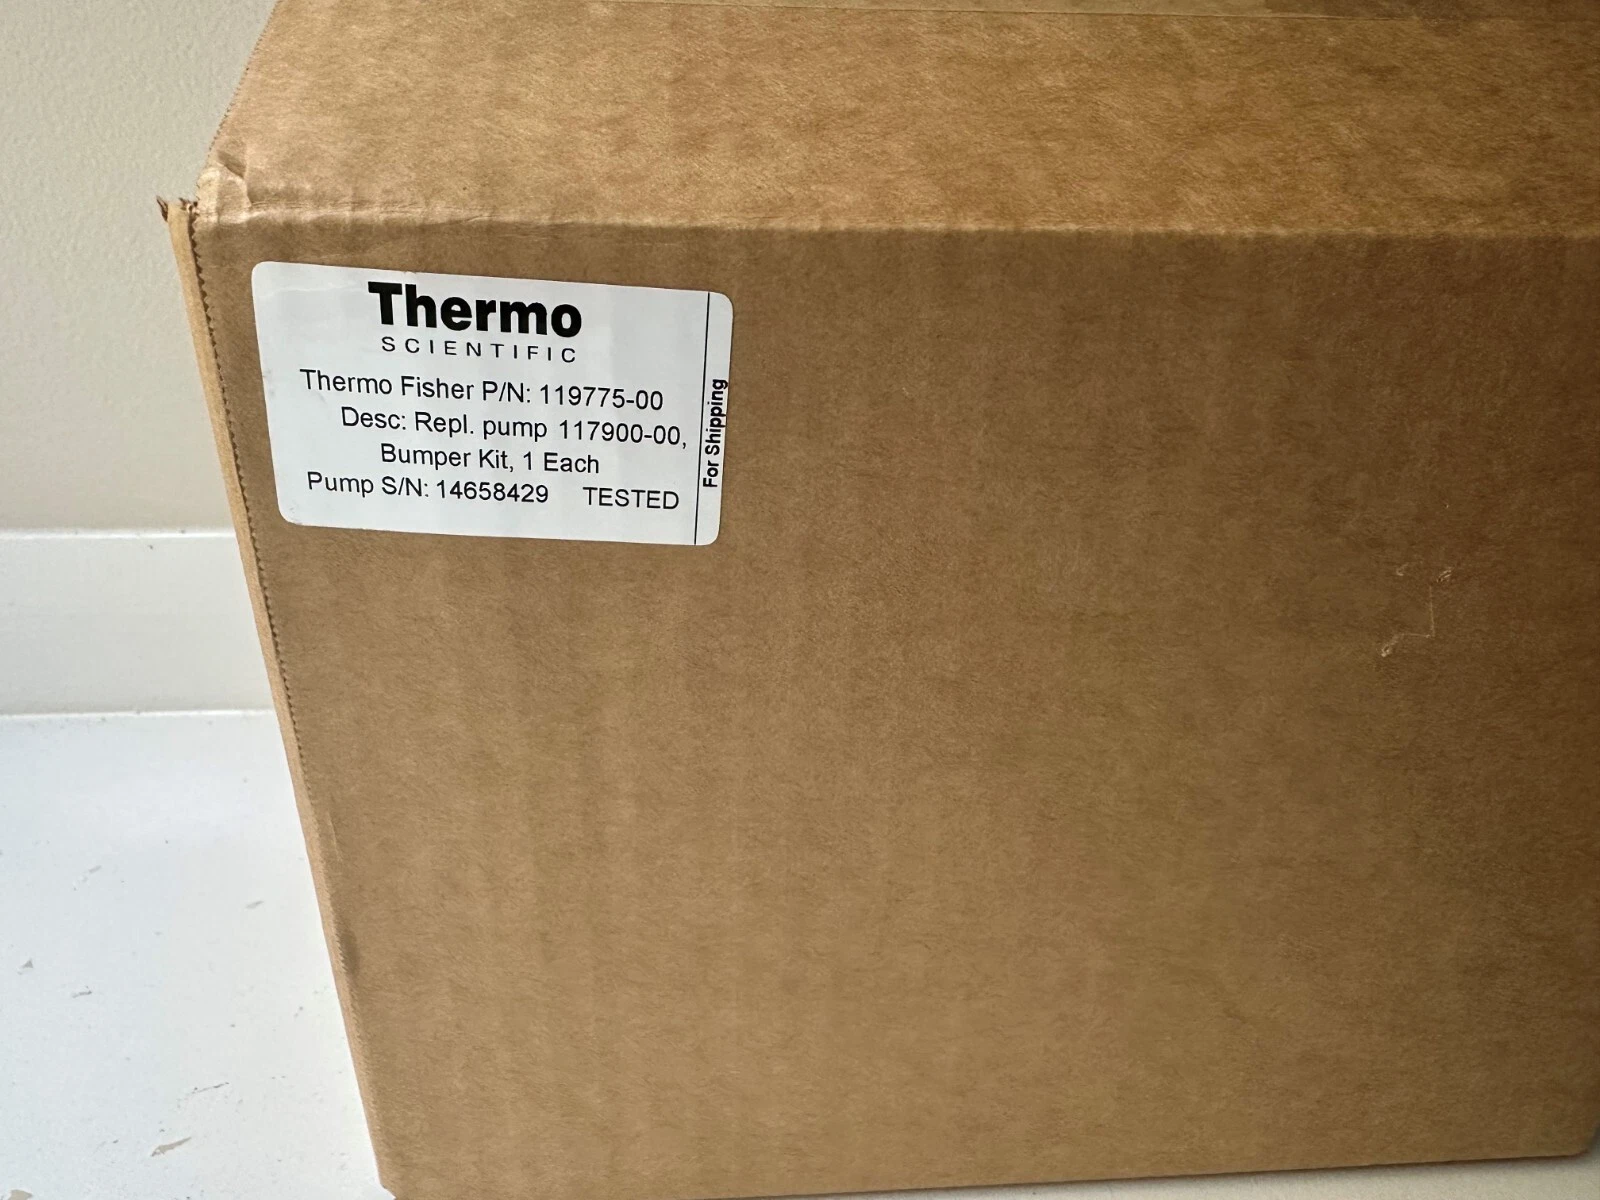 Thermo
SCIENTIFIC
Thermo Fisher P/N: 119775-00
Desc: Repl. pump 117900-00,
Bumper Kit, 1 Each
Pump S/N: 14658429 TESTED
For Shipping